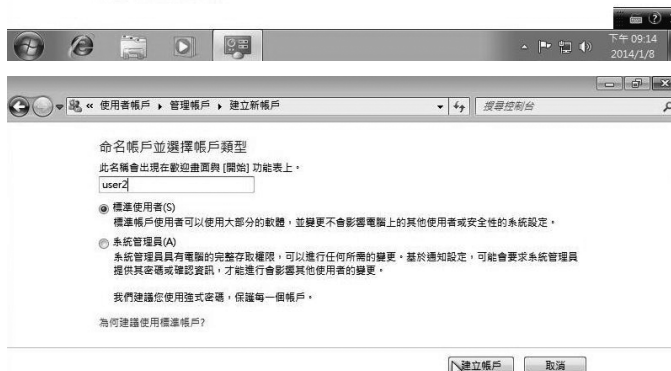 下午 09:14
2014/1/8
« 使用者帳戶 ▸ 管理帳戶 ▸ 建立新帳戶
搜尋控制台
命名帳戶並選擇帳戶類型
此名稱會出現在歡迎畫面與 [開始] 功能表上。
user2
標準使用者(S)
標準帳戶使用者可以使用大部分的軟體，並變更不會影響電腦上的其他使用者或安全性的系統設定。
系統管理員(A)
系統管理員具有電腦的完整存取權限，可以進行任何所需的變更。基於通知設定，可能會要求系統管理員
提供其密碼或確認資訊，才能進行會影響其他使用者的變更。
我們建議您使用強式密碼，保護每一個帳戶。
為何建議使用標準帳戶?
建立帳戶
取消